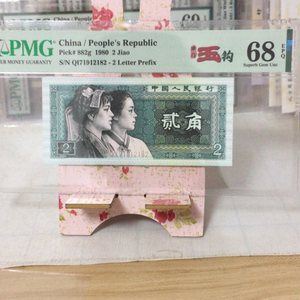 PMG
PAPER MONEY GUARANTY
China / People's Republic
Pick# 882g 1980 2 Jiao
S/N QI71912182 - 2 Letter Prefix
68 EPQ
Superb Gem Unc
中国人民银行
贰角
2
2